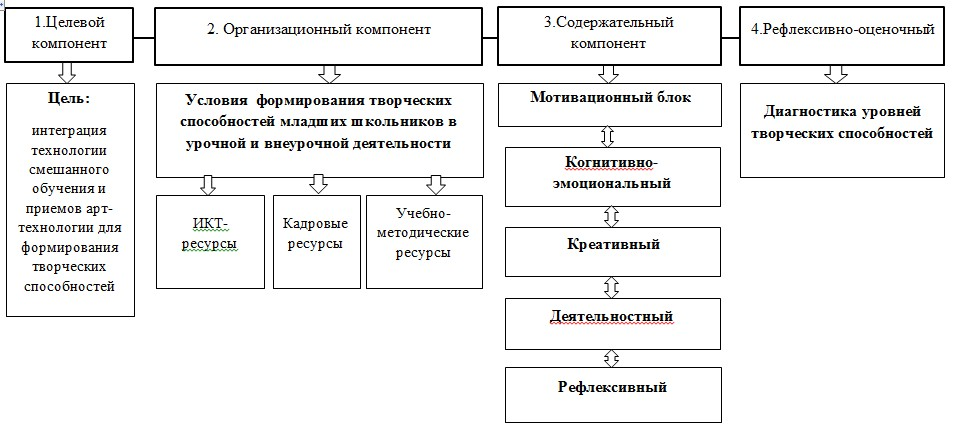 1.Целевой
компонент
Цель:
интеграция
технологии
смешанного
обучения и
приемов арт-
технологии для
формирования
творческих
способностей
2. Организационный компонент
Условия формирования творческих
способностей младших школьников в
урочной и внеурочной деятельности
ИКТ-
ресурсы
Кадровые
ресурсы
Учебно-
методические
ресурсы
3.Содержательный
компонент
Мотивационный блок
Когнитивно-
эмоциональный
Креативный
Деятельностный
Рефлексивный
4.Рефлексивно-оценочный
Диагностика уровней
творческих способностей